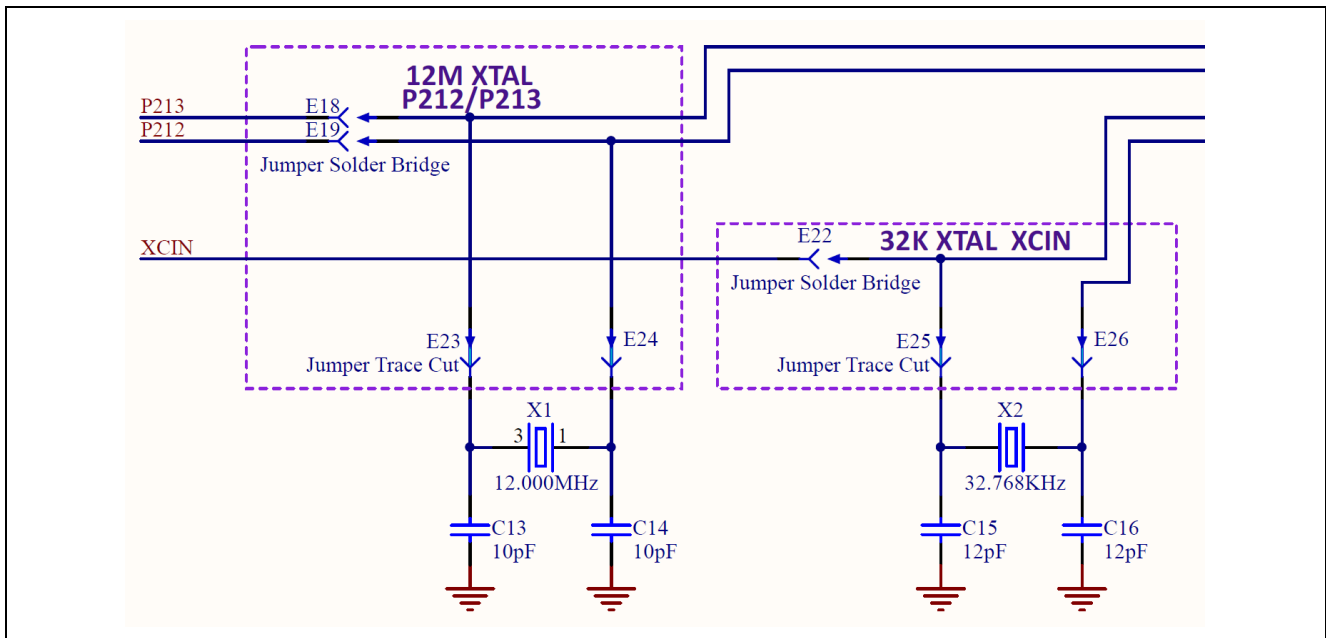 12M XTAL
P212/P213
P213
E18
P212
E19
Jumper Solder Bridge
XCIN
E22
32K XTAL XCIN
Jumper Solder Bridge
E23
Jumper Trace Cut
E24
E25
Jumper Trace Cut
E26
X1
3
1
12.000MHz
X2
32.768KHz
C13
10pF
C14
10pF
C15
12pF
C16
12pF